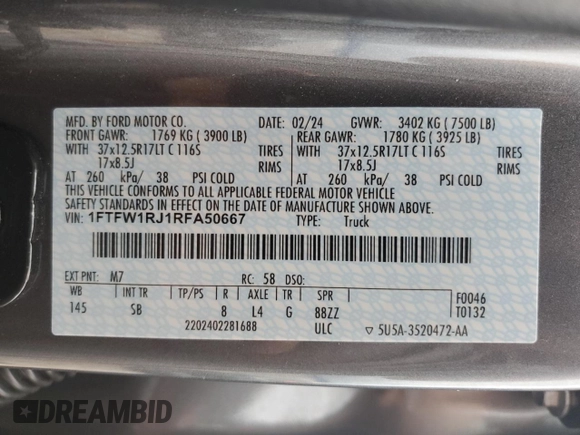 MFD. BY FORD MOTOR CO. DATE: 02/24 GVWR: 3402 KG ( 7500 LB)
FRONT GAWR: 1769 KG ( 3900 LB) REAR GAWR: 1780 KG ( 3925 LB)
WITH 37x12.5R17LT C 116S TIRES WITH 37x12.5R17LT C 116S TIRES
17x8.5J RIMS 17x8.5J RIMS
AT 260 kPa/ 38 PSI COLD AT 260 kPa/ 38 PSI COLD
THIS VEHICLE CONFORMS TO ALL APPLICABLE FEDERAL MOTOR VEHICLE
SAFETY STANDARDS IN EFFECT ON THE DATE OF MANUFACTURE SHOWN ABOVE.
VIN: 1FTFW1RJ1RFA50667 TYPE: Truck
EXT PNT: M7 RC: 58 DSO:
WB INT TR TP/PS R AXLE TR SPR F0046
145 SB 8 L4 G 88ZZ T0132
2202402281688 ULC ▽ 5U5A-3520472-AA
DREAMBID